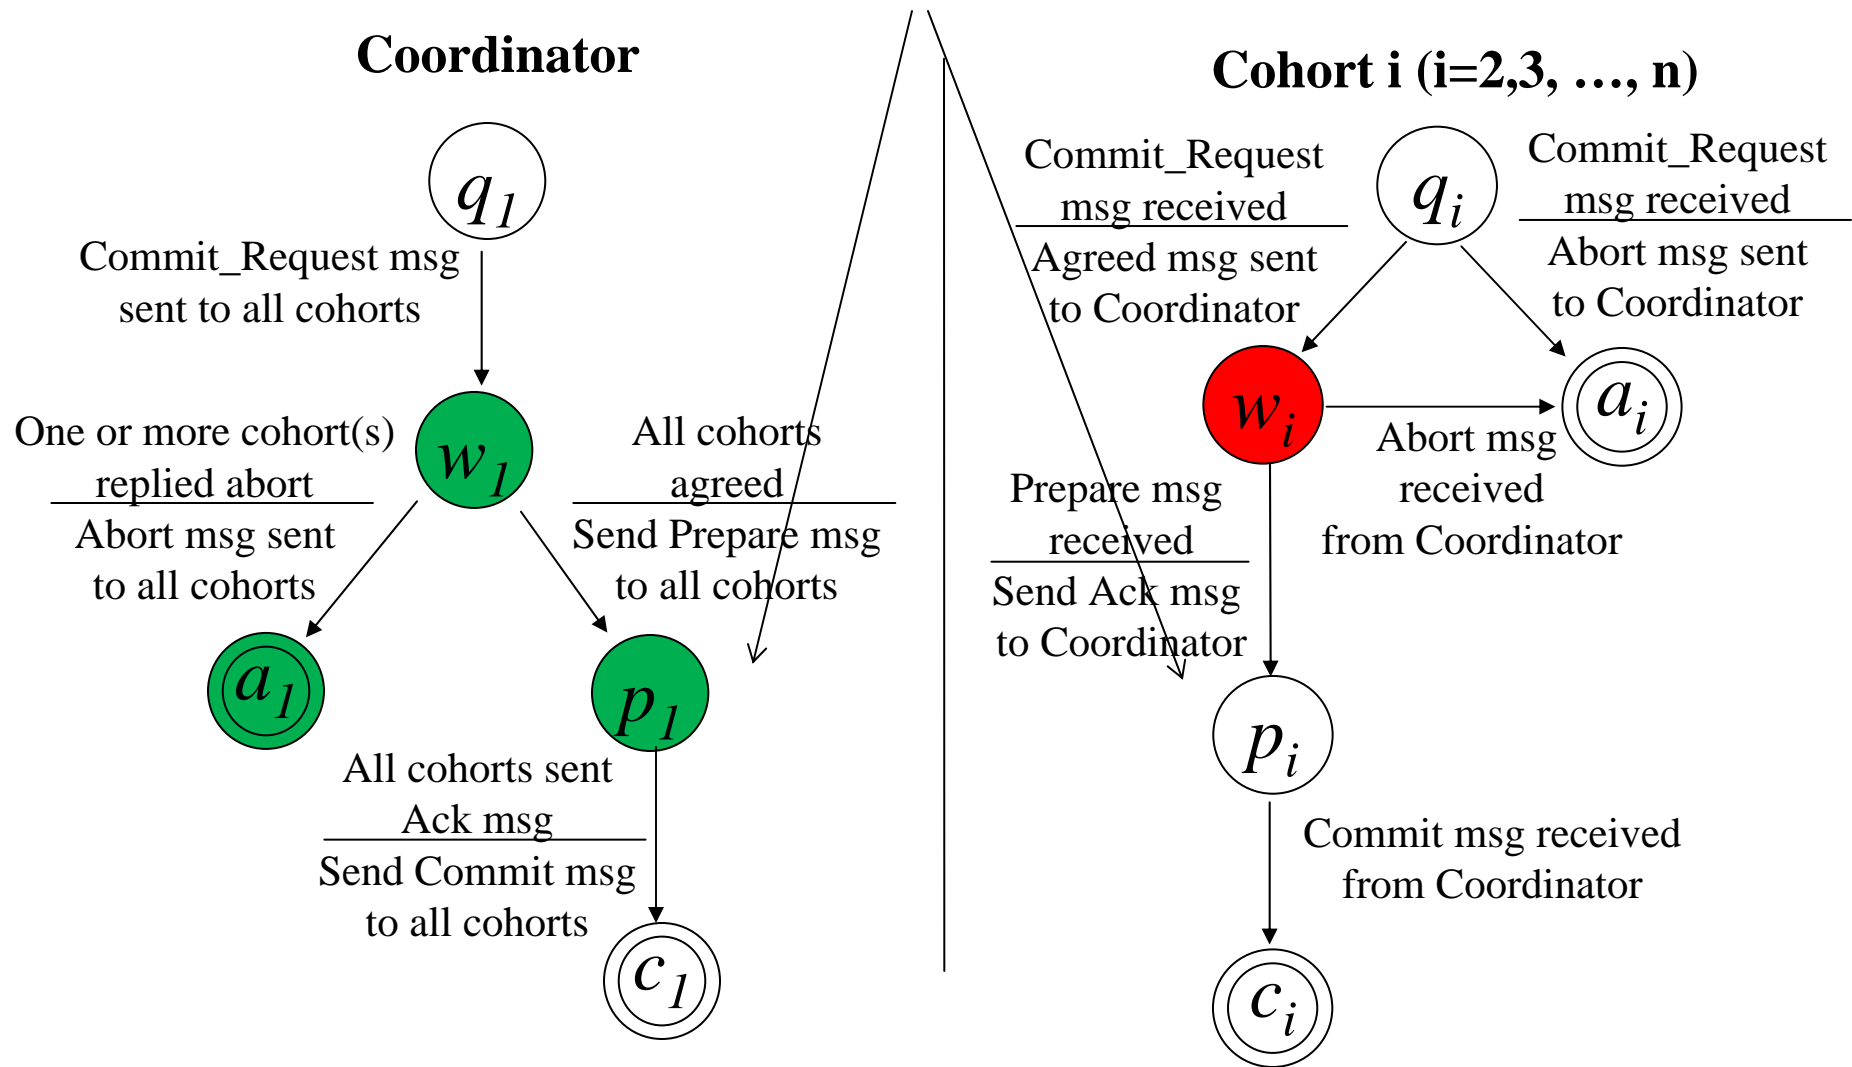 Coordinator
q1
Commit_Request msg
sent to all cohorts
One or more cohort(s)
replied abort
Abort msg sent
to all cohorts
w1
All cohorts
agreed
Send Prepare msg
to all cohorts
a1
p1
All cohorts sent
Ack msg
Send Commit msg
to all cohorts
c1
Cohort i (i=2,3, …, n)
Commit_Request
msg received
Agreed msg sent
to Coordinator
qi
Commit_Request
msg received
Abort msg sent
to Coordinator
wi
ai
Abort msg
received
from Coordinator
Prepare msg
received
Send Ack msg
to Coordinator
pi
Commit msg received
from Coordinator
ci